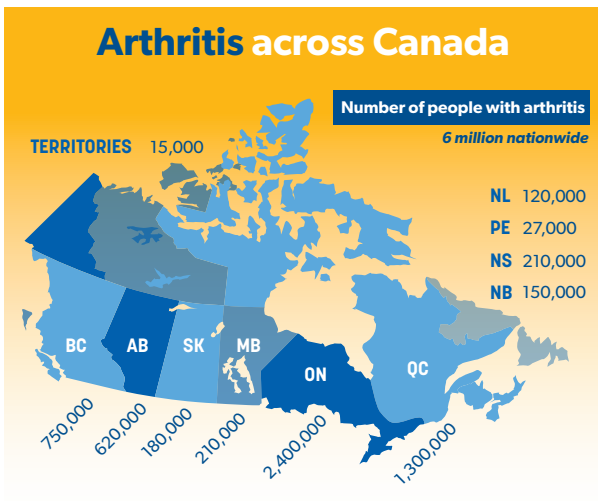 Arthritis across Canada
Number of people with arthritis
6 million nationwide
TERRITORIES 15,000
NL 120,000
PE 27,000
NS 210,000
NB 150,000
BC
AB
SK
MB
ON
QC
750,000
620,000
180,000
210,000
2,400,000
1,300,000